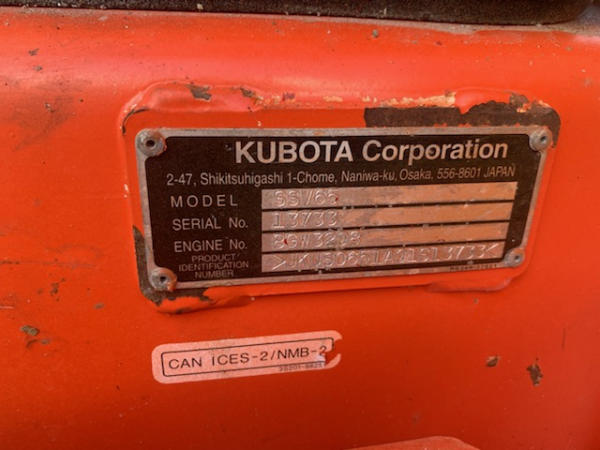 KUBOTA Corporation
2-47, Shikitsuhigashi 1-Chome, Naniwa-ku, Osaka, 556-8601 JAPAN
MODEL SSV65
SERIAL No. 13733
ENGINE No.
PRODUCT IDENTIFICATION NUMBER
CAN ICES-2/NMB-2